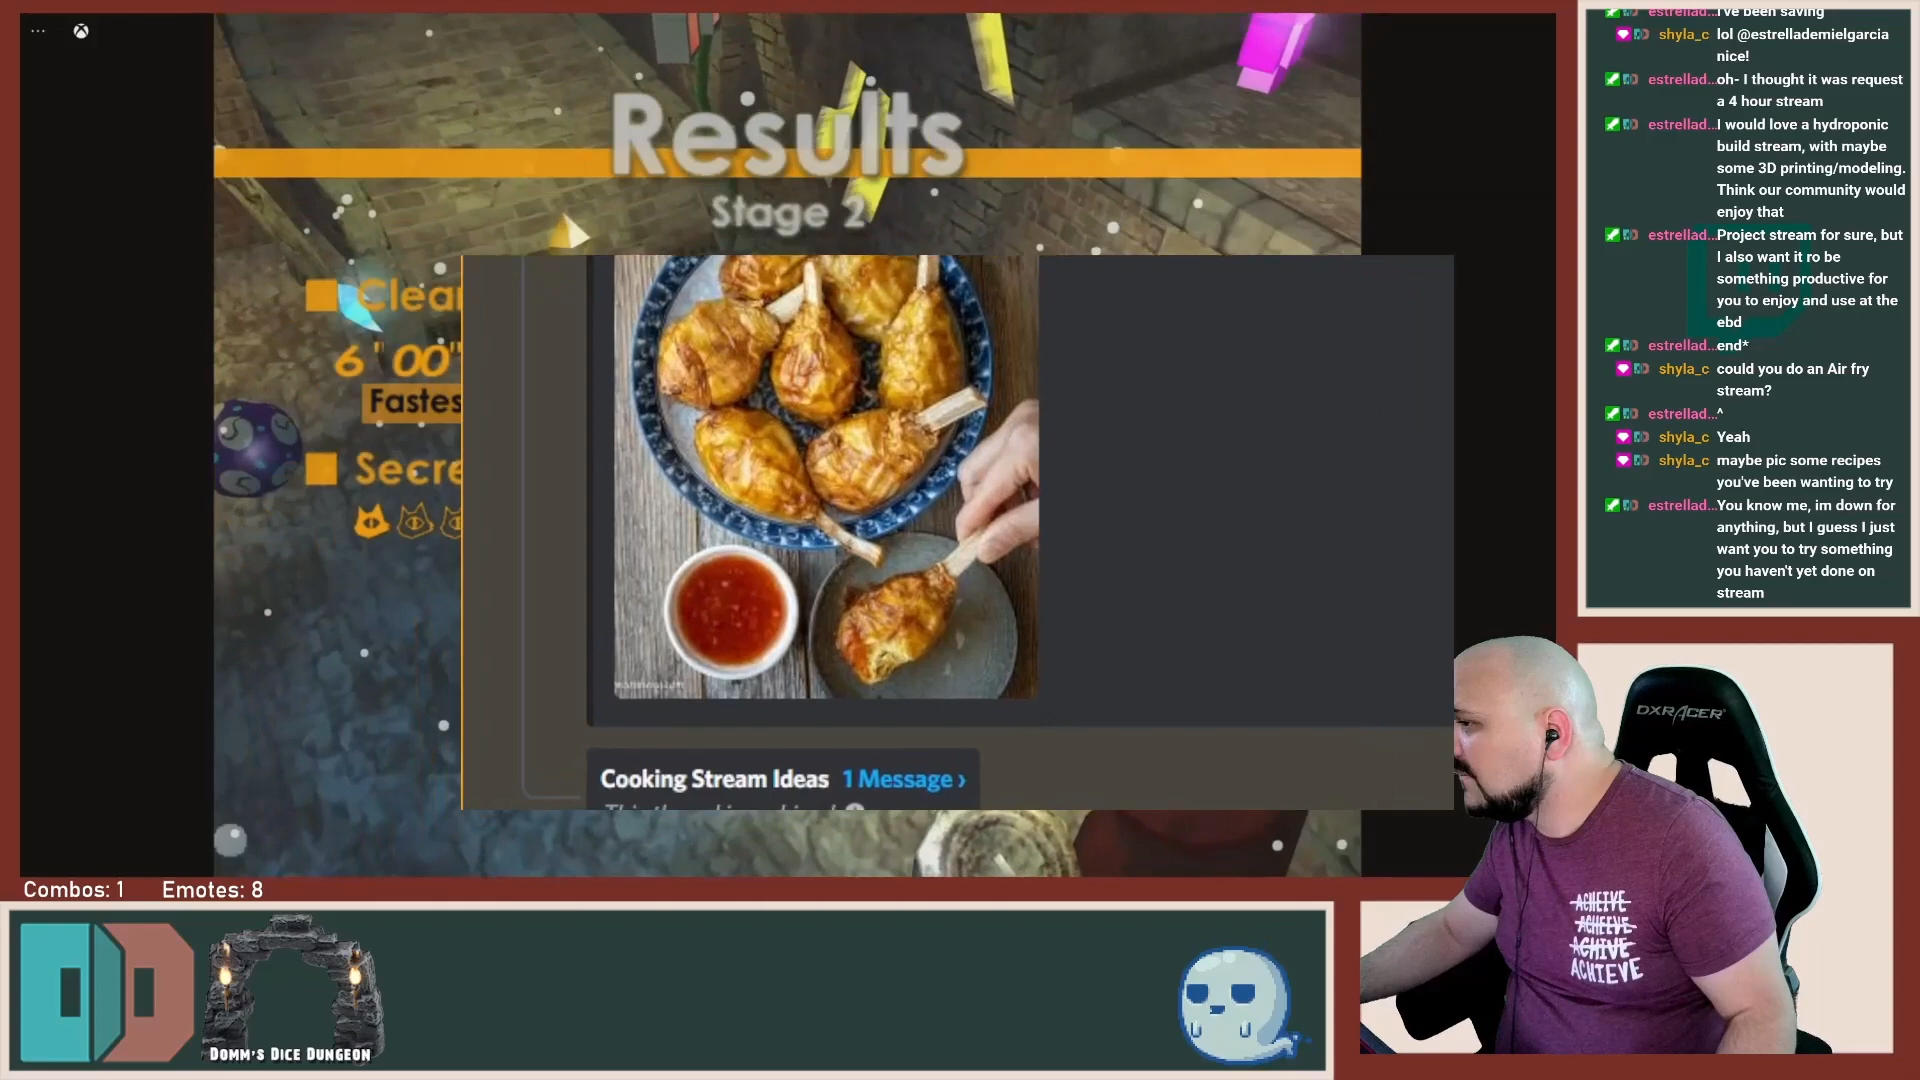 Results
Stage 2
Clear
6"00"
Fastes
Secre
Cooking Stream Ideas 1 Message ›
Combos: 1 Emotes: 8
DOMM'S DICE DUNGEON
estrellad...I've been saving
shyla_c lol @estrellademielgarcia
nice!
estrellad...oh- I thought it was request
a 4 hour stream
estrellad...I would love a hydroponic
build stream, with maybe
some 3D printing/modeling.
Think our community would
enjoy that
estrellad...Project stream for sure, but
I also want it ro be
something productive for
you to enjoy and use at the
ebd
estrellad...end*
shyla_c could you do an Air fry
stream?
estrellad...^
shyla_c Yeah
shyla_c maybe pic some recipes
you've been wanting to try
estrellad...You know me, im down for
anything, but I guess I just
want you to try something
you haven't yet done on
stream
DXRACER
ACHEIVE
ACHEEVE
ACHIVE
ACHIEVE